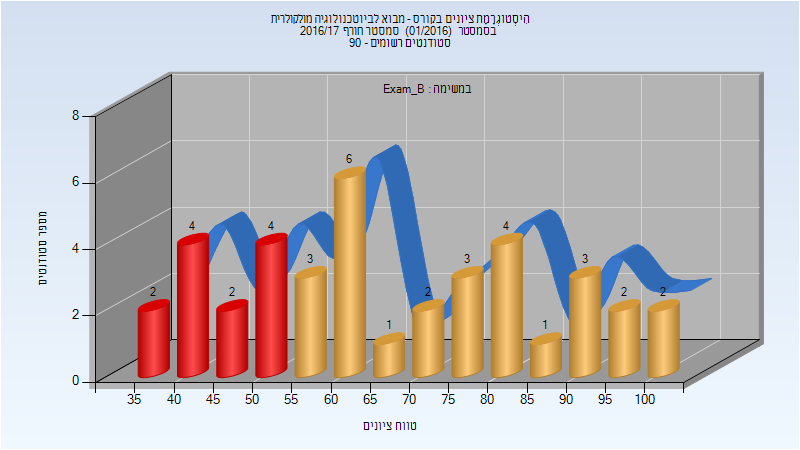 היסטוגרמת ציונים בקורס - מבוא לביוטכנולוגיה מולקולרית
בסמסטר (01/2016) סמסטר חורף 2016/17
סטודנטים רשומים - 90
במשימה : Exam_B
מספר סטודנטים
8
6
4
2
0
2
4
2
4
3
6
1
2
3
4
1
3
2
2
35 40 45 50 55 60 65 70 75 80 85 90 95 100
טווח ציונים